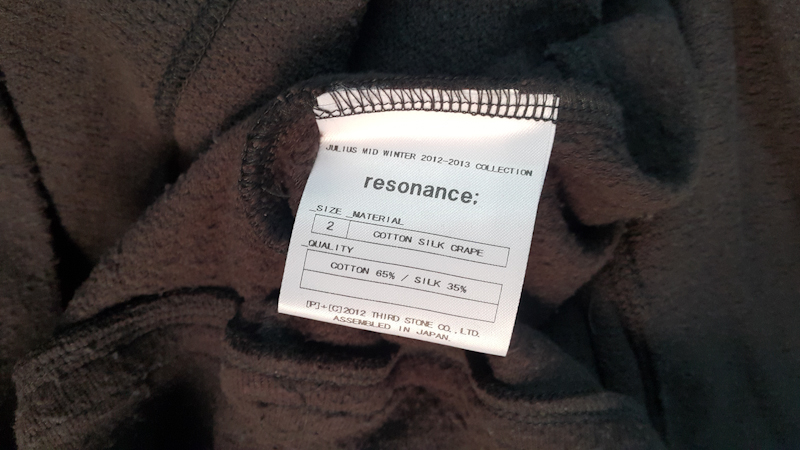 JULIUS MID WINTER 2012-2013 COLLECTION
resonance;
_SIZE _MATERIAL
2 COTTON SILK CRAPE
_QUALITY
COTTON 65% / SILK 35%
[P]+[C]2012 THIRD STONE CO.,LTD.
ASSEMBLED IN JAPAN.